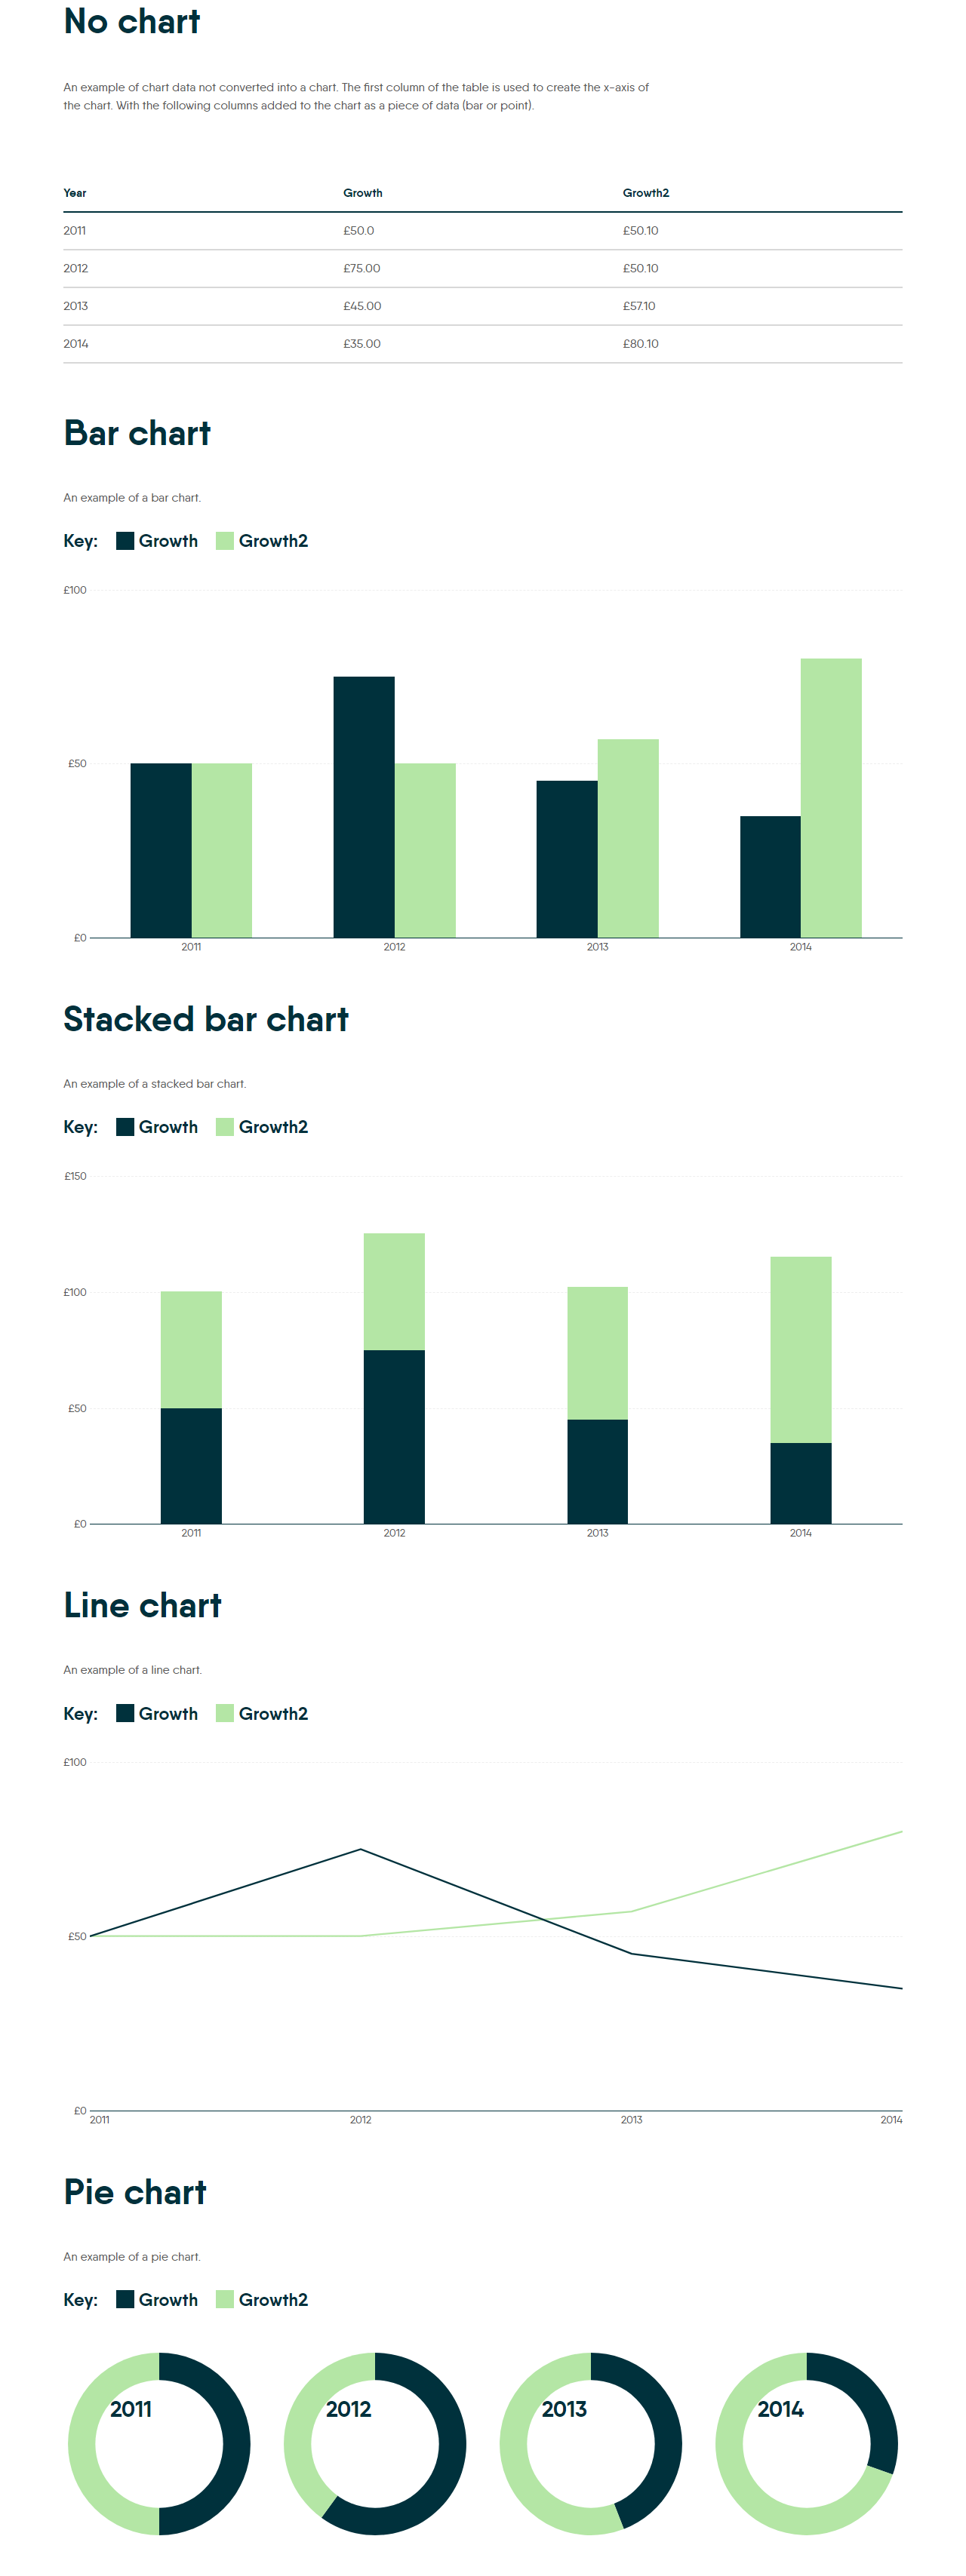 No chart
An example of chart data not converted into a chart. The first column of the table is used to create the x-axis of
the chart. With the following columns added to the chart as a piece of data (bar or point).
Year Growth Growth2
2011 £50.0 £50.10
2012 £75.00 £50.10
2013 £45.00 £57.10
2014 £35.00 £80.10
Bar chart
An example of a bar chart.
Key: Growth Growth2
£100
£50
£0
2011 2012 2013 2014
Stacked bar chart
An example of a stacked bar chart.
Key: Growth Growth2
£150
£100
£50
£0
2011 2012 2013 2014
Line chart
An example of a line chart.
Key: Growth Growth2
£100
£50
£0
2011 2012 2013 2014
Pie chart
An example of a pie chart.
Key: Growth Growth2
2011 2012 2013 2014